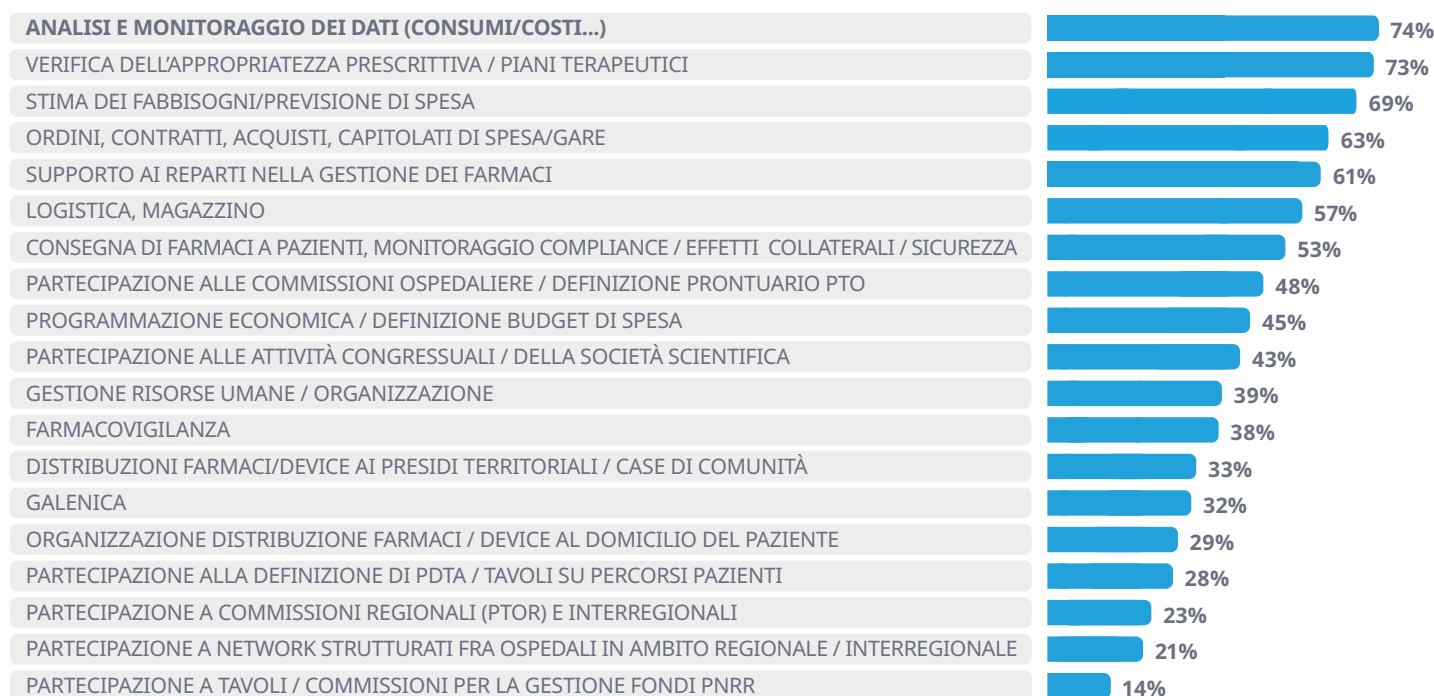 ANALISI E MONITORAGGIO DEI DATI (CONSUMI/COSTI...) 74%
VERIFICA DELL'APPROPRIATEZZA PRESCRITTIVA / PIANI TERAPEUTICI 73%
STIMA DEI FABBISOGNI/PREVISIONE DI SPESA 69%
ORDINI, CONTRATTI, ACQUISTI, CAPITOLATI DI SPESA/GARE 63%
SUPPORTO AI REPARTI NELLA GESTIONE DEI FARMACI 61%
LOGISTICA, MAGAZZINO 57%
CONSEGNA DI FARMACI A PAZIENTI, MONITORAGGIO COMPLIANCE / EFFETTI COLLATERALI / SICUREZZA 53%
PARTECIPAZIONE ALLE COMMISSIONI OSPEDALIERE / DEFINIZIONE PRONTUARIO PTO 48%
PROGRAMMAZIONE ECONOMICA / DEFINIZIONE BUDGET DI SPESA 45%
PARTECIPAZIONE ALLE ATTIVITÀ CONGRESSUALI / DELLA SOCIETÀ SCIENTIFICA 43%
GESTIONE RISORSE UMANE / ORGANIZZAZIONE 39%
FARMACOVIGILANZA 38%
DISTRIBUZIONI FARMACI/DEVICE AI PRESIDI TERRITORIALI / CASE DI COMUNITÀ 33%
GALENICA 32%
ORGANIZZAZIONE DISTRIBUZIONE FARMACI / DEVICE AL DOMICILIO DEL PAZIENTE 29%
PARTECIPAZIONE ALLA DEFINIZIONE DI PDTA / TAVOLI SU PERCORSI PAZIENTI 28%
PARTECIPAZIONE A COMMISSIONI REGIONALI (PTOR) E INTERREGIONALI 23%
PARTECIPAZIONE A NETWORK STRUTTURATI FRA OSPEDALI IN AMBITO REGIONALE / INTERREGIONALE 21%
PARTECIPAZIONE A TAVOLI / COMMISSIONI PER LA GESTIONE FONDI PNRR 14%